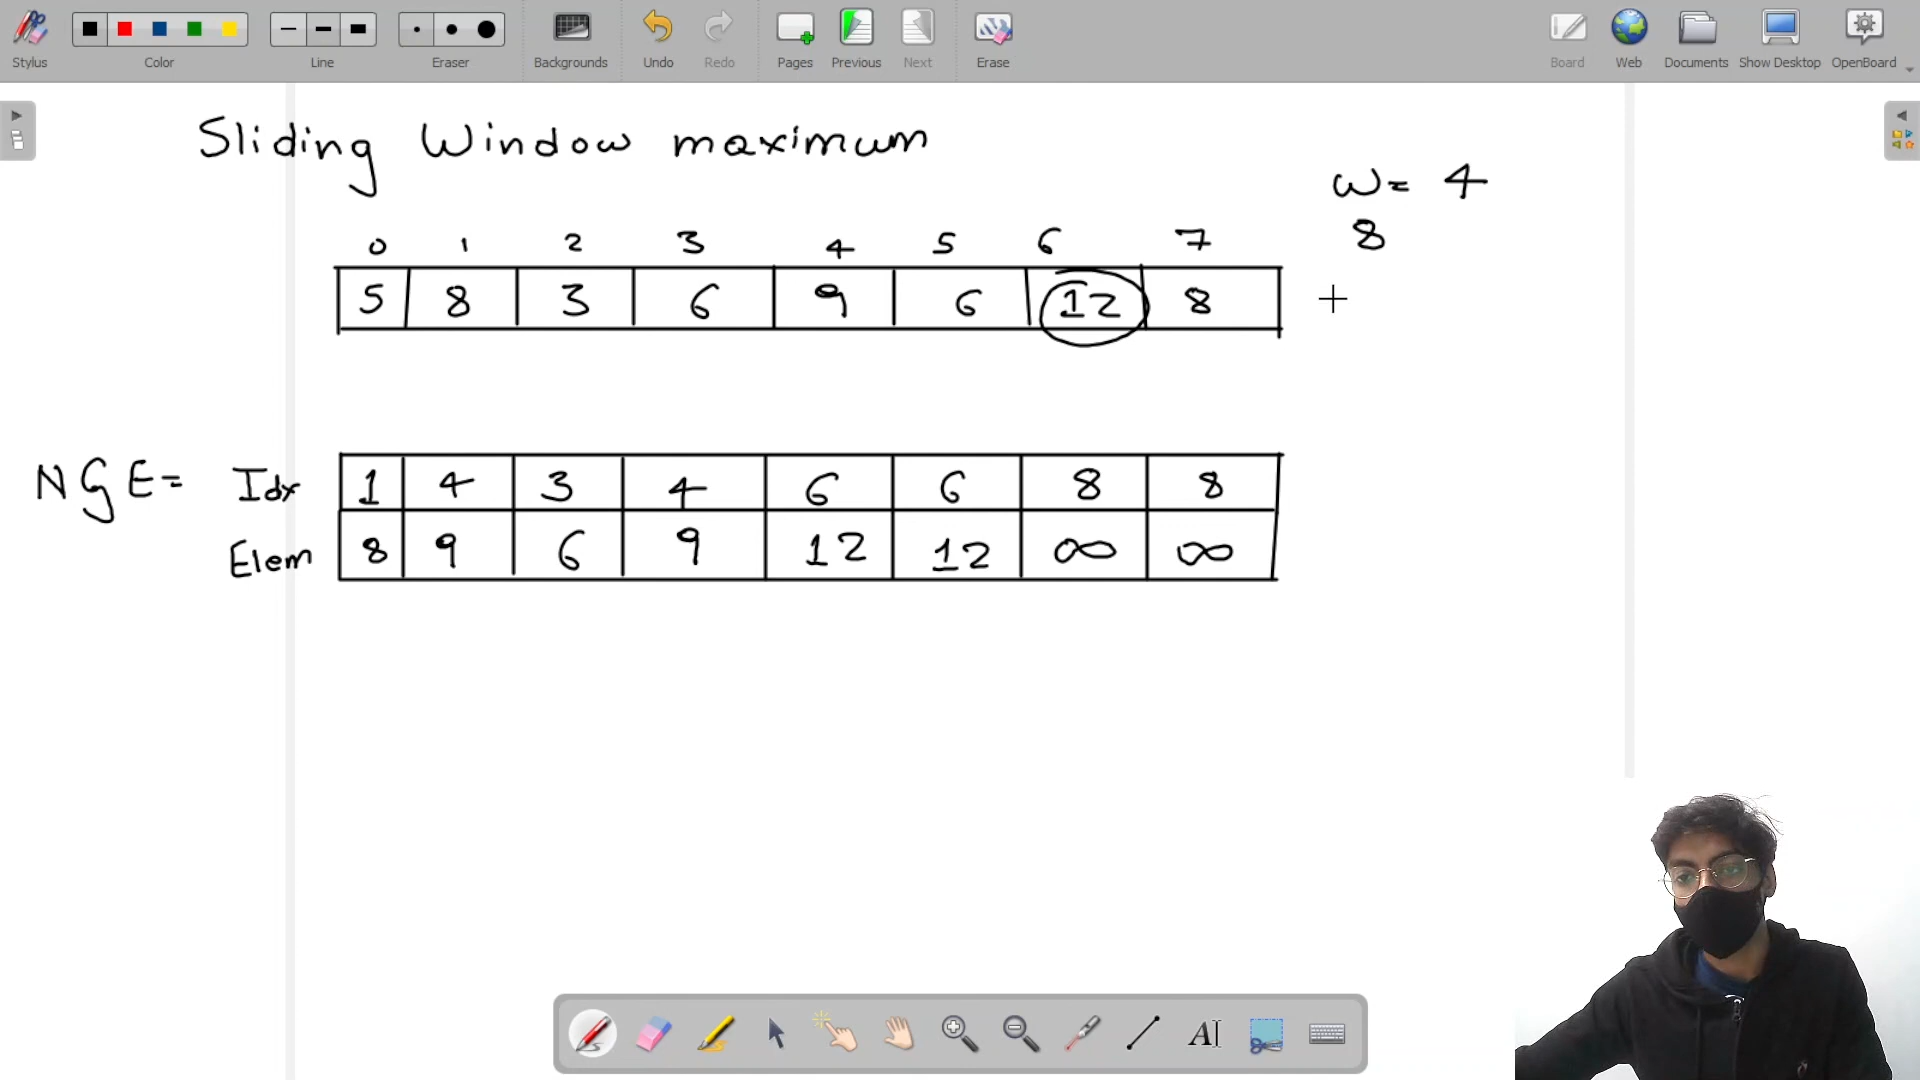 Stylus Color Line Eraser Backgrounds Undo Redo Pages Previous Next Erase Board Web Documents Show Desktop OpenBoard
Sliding Window maximum
w= 4
8
0 1 2 3 4 5 6 7
5 8 3 6 9 6 12 8
NGE= Idx 1 4 3 4 6 6 8 8
Elem 8 9 6 9 12 12 ∞ ∞